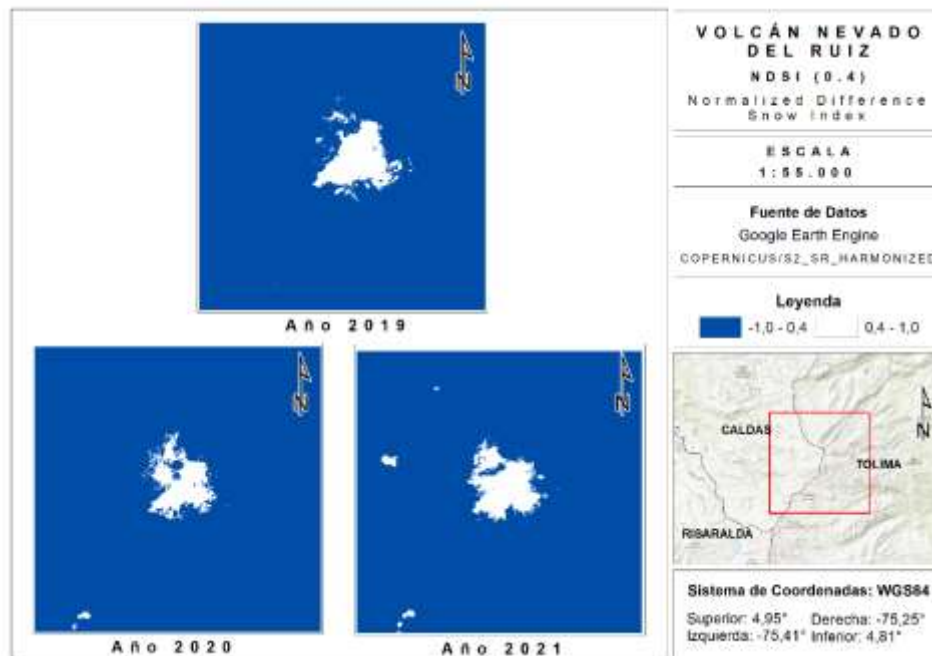 VOLCÁN NEVADO
DEL RUIZ
NDSI (0.4)
Normalized Difference
Snow Index
ESCALA
1:55.000
Fuente de Datos
Google Earth Engine
COPERNICUS/S2_SR_HARMONIZED
Leyenda
-1,0 - 0,4 0,4 - 1,0
N
Año 2019
N
Año 2020
N
Año 2021
N
CALDAS
TOLIMA
RISARALDA
Sistema de Coordenadas: WGS84
Superior: 4,95° Derecha: -75,25°
Izquierda: -75,41° Inferior: 4,81°